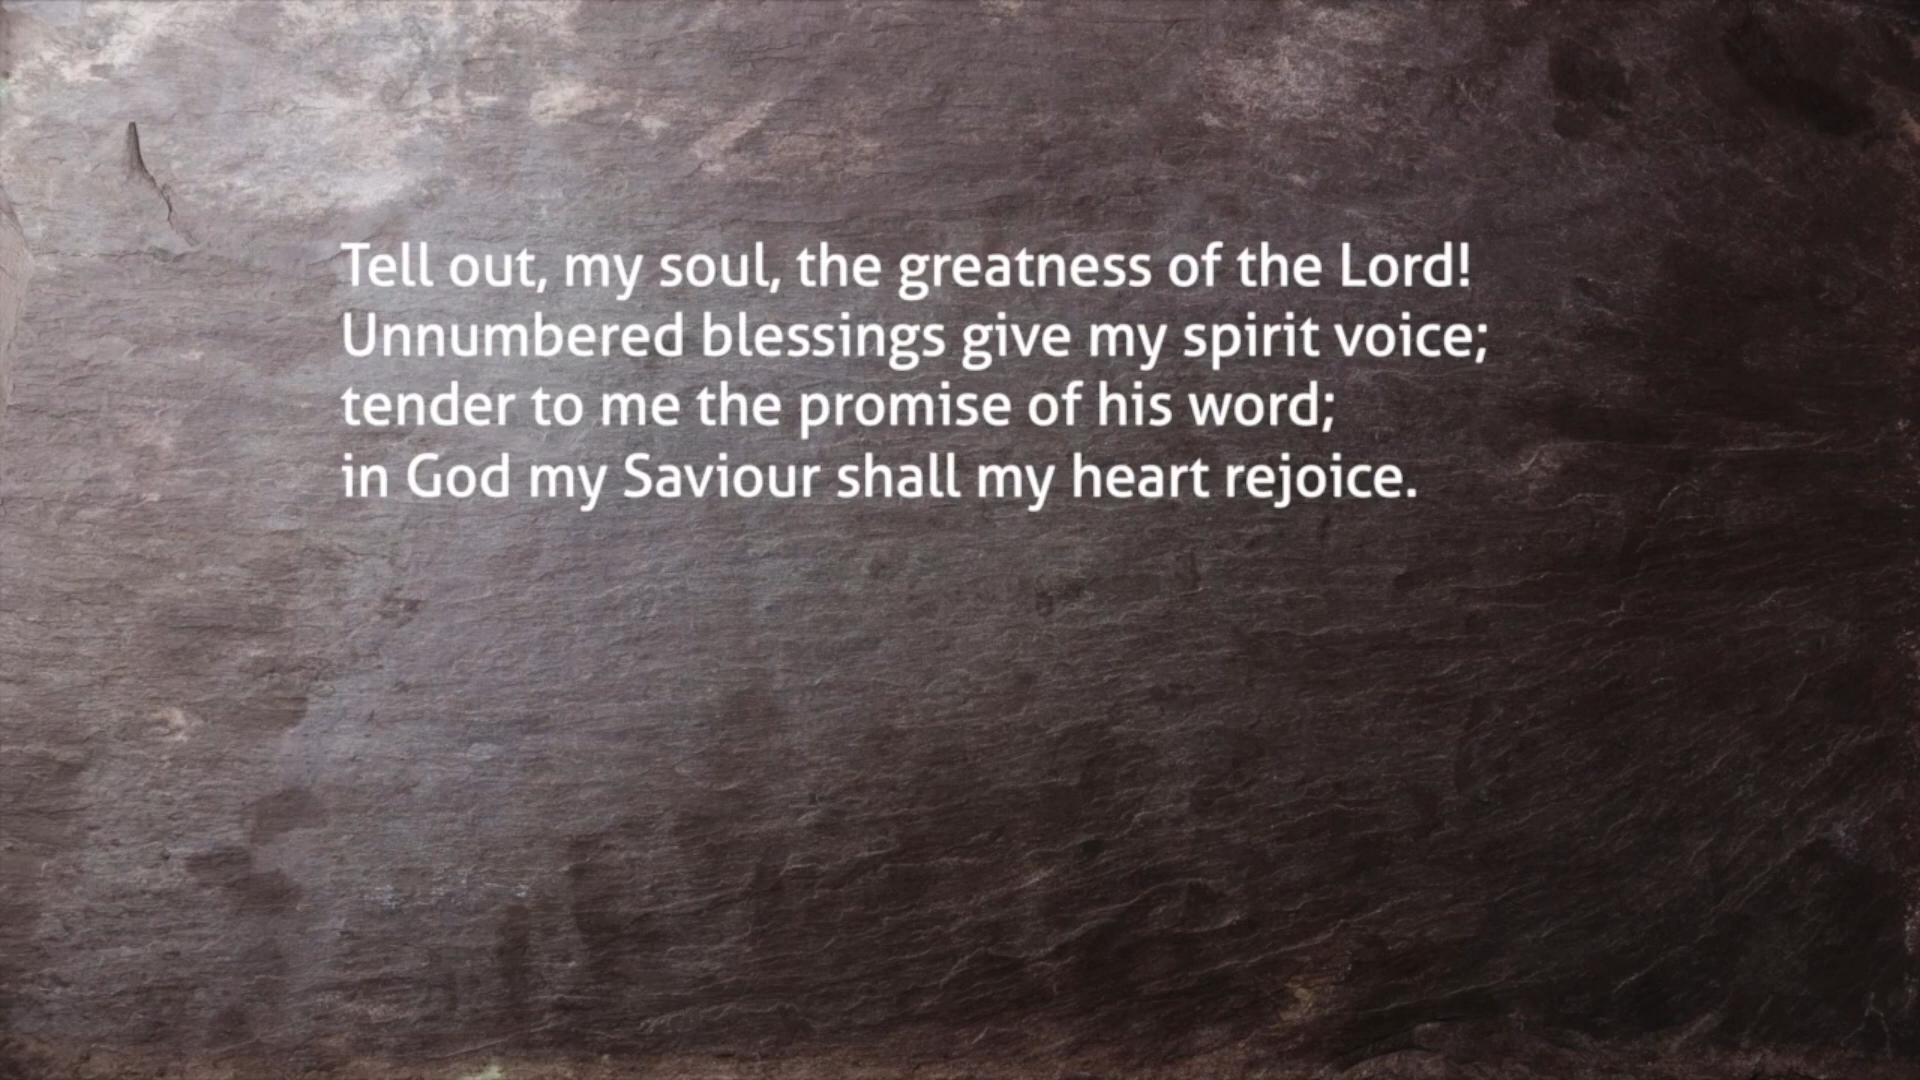 Tell out, my soul, the greatness of the Lord!
Unnumbered blessings give my spirit voice;
tender to me the promise of his word;
in God my Saviour shall my heart rejoice.